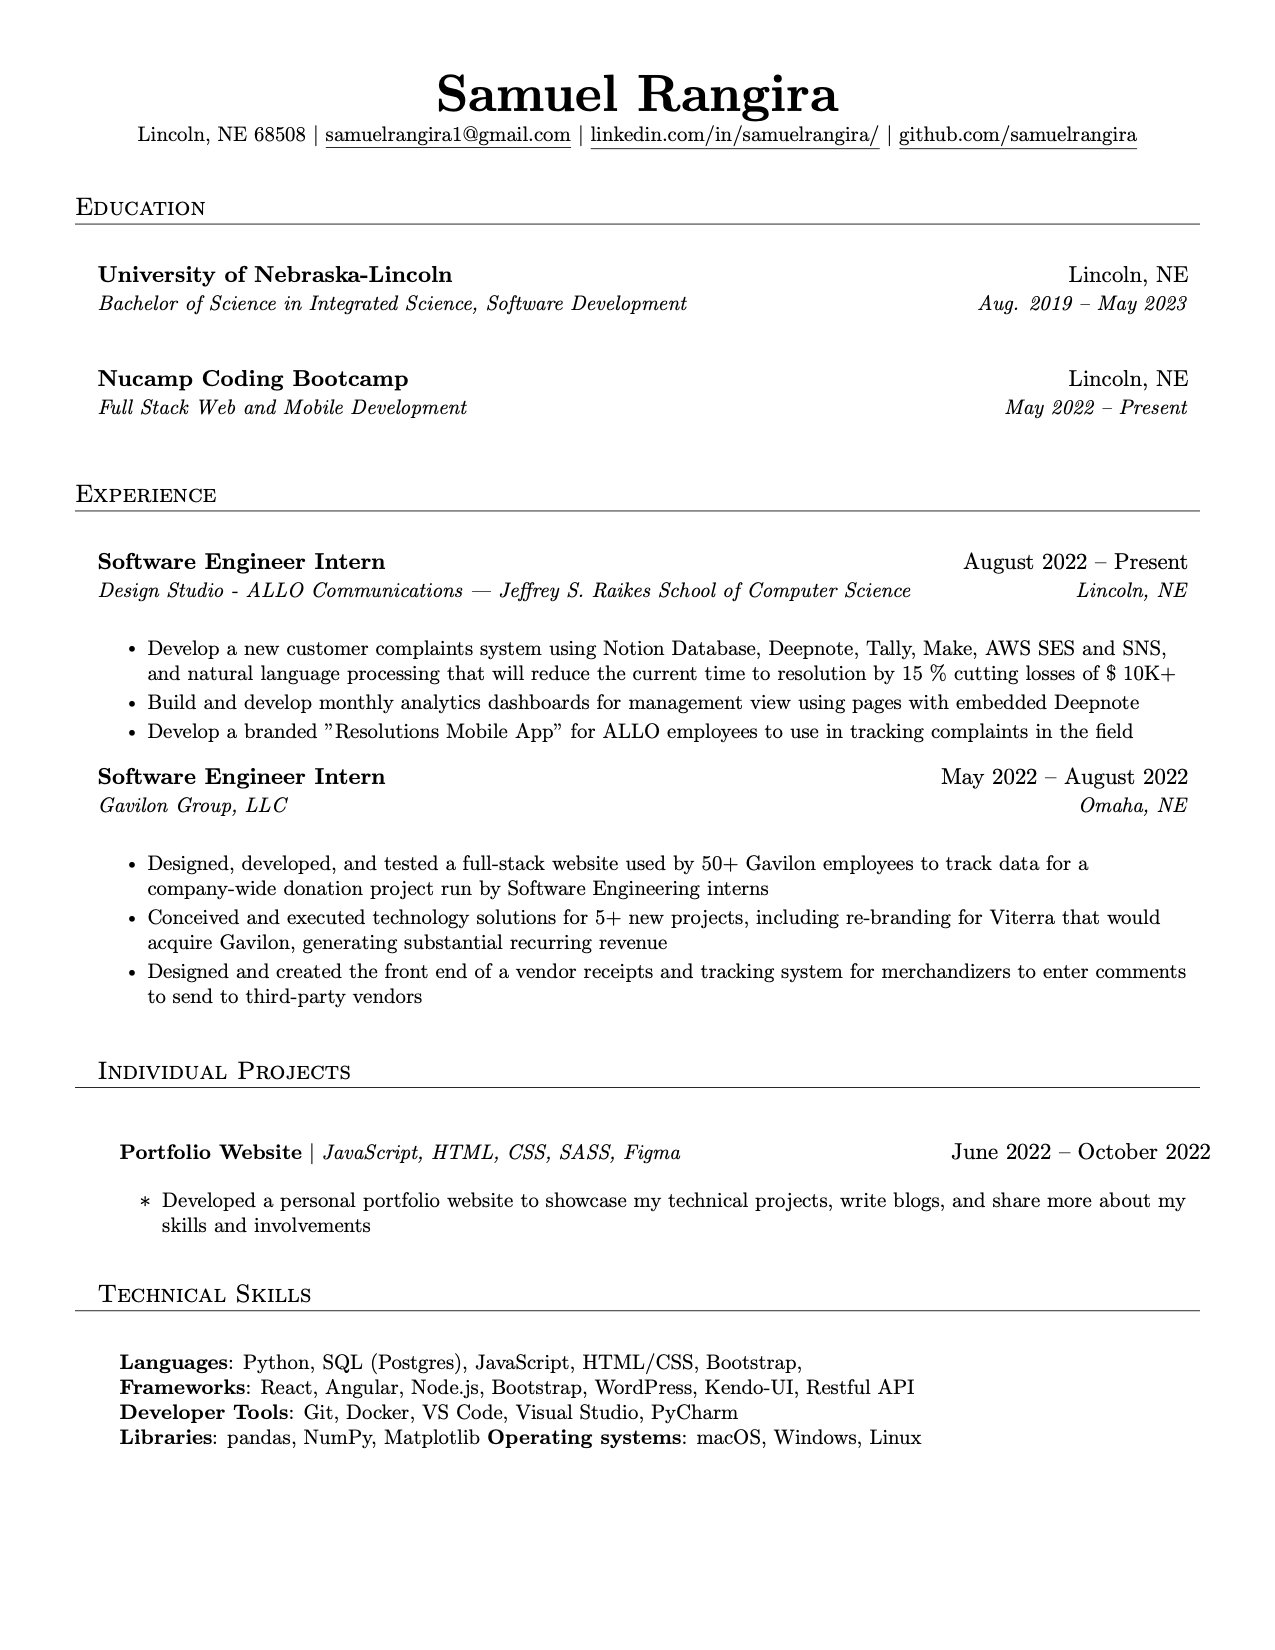 Samuel Rangira
Lincoln, NE 68508 | samuelrangira1@gmail.com | linkedin.com/in/samuelrangira/ | github.com/samuelrangira
Education
University of Nebraska-Lincoln Lincoln, NE
Bachelor of Science in Integrated Science, Software Development Aug. 2019 – May 2023
Nucamp Coding Bootcamp Lincoln, NE
Full Stack Web and Mobile Development May 2022 – Present
Experience
Software Engineer Intern August 2022 – Present
Design Studio - ALLO Communications — Jeffrey S. Raikes School of Computer Science Lincoln, NE
• Develop a new customer complaints system using Notion Database, Deepnote, Tally, Make, AWS SES and SNS,
and natural language processing that will reduce the current time to resolution by 15 % cutting losses of $ 10K+
• Build and develop monthly analytics dashboards for management view using pages with embedded Deepnote
• Develop a branded ”Resolutions Mobile App” for ALLO employees to use in tracking complaints in the field
Software Engineer Intern May 2022 – August 2022
Gavilon Group, LLC Omaha, NE
• Designed, developed, and tested a full-stack website used by 50+ Gavilon employees to track data for a
company-wide donation project run by Software Engineering interns
• Conceived and executed technology solutions for 5+ new projects, including re-branding for Viterra that would
acquire Gavilon, generating substantial recurring revenue
• Designed and created the front end of a vendor receipts and tracking system for merchandizers to enter comments
to send to third-party vendors
Individual Projects
Portfolio Website | JavaScript, HTML, CSS, SASS, Figma June 2022 – October 2022
* Developed a personal portfolio website to showcase my technical projects, write blogs, and share more about my
skills and involvements
Technical Skills
Languages: Python, SQL (Postgres), JavaScript, HTML/CSS, Bootstrap,
Frameworks: React, Angular, Node.js, Bootstrap, WordPress, Kendo-UI, Restful API
Developer Tools: Git, Docker, VS Code, Visual Studio, PyCharm
Libraries: pandas, NumPy, Matplotlib Operating systems: macOS, Windows, Linux